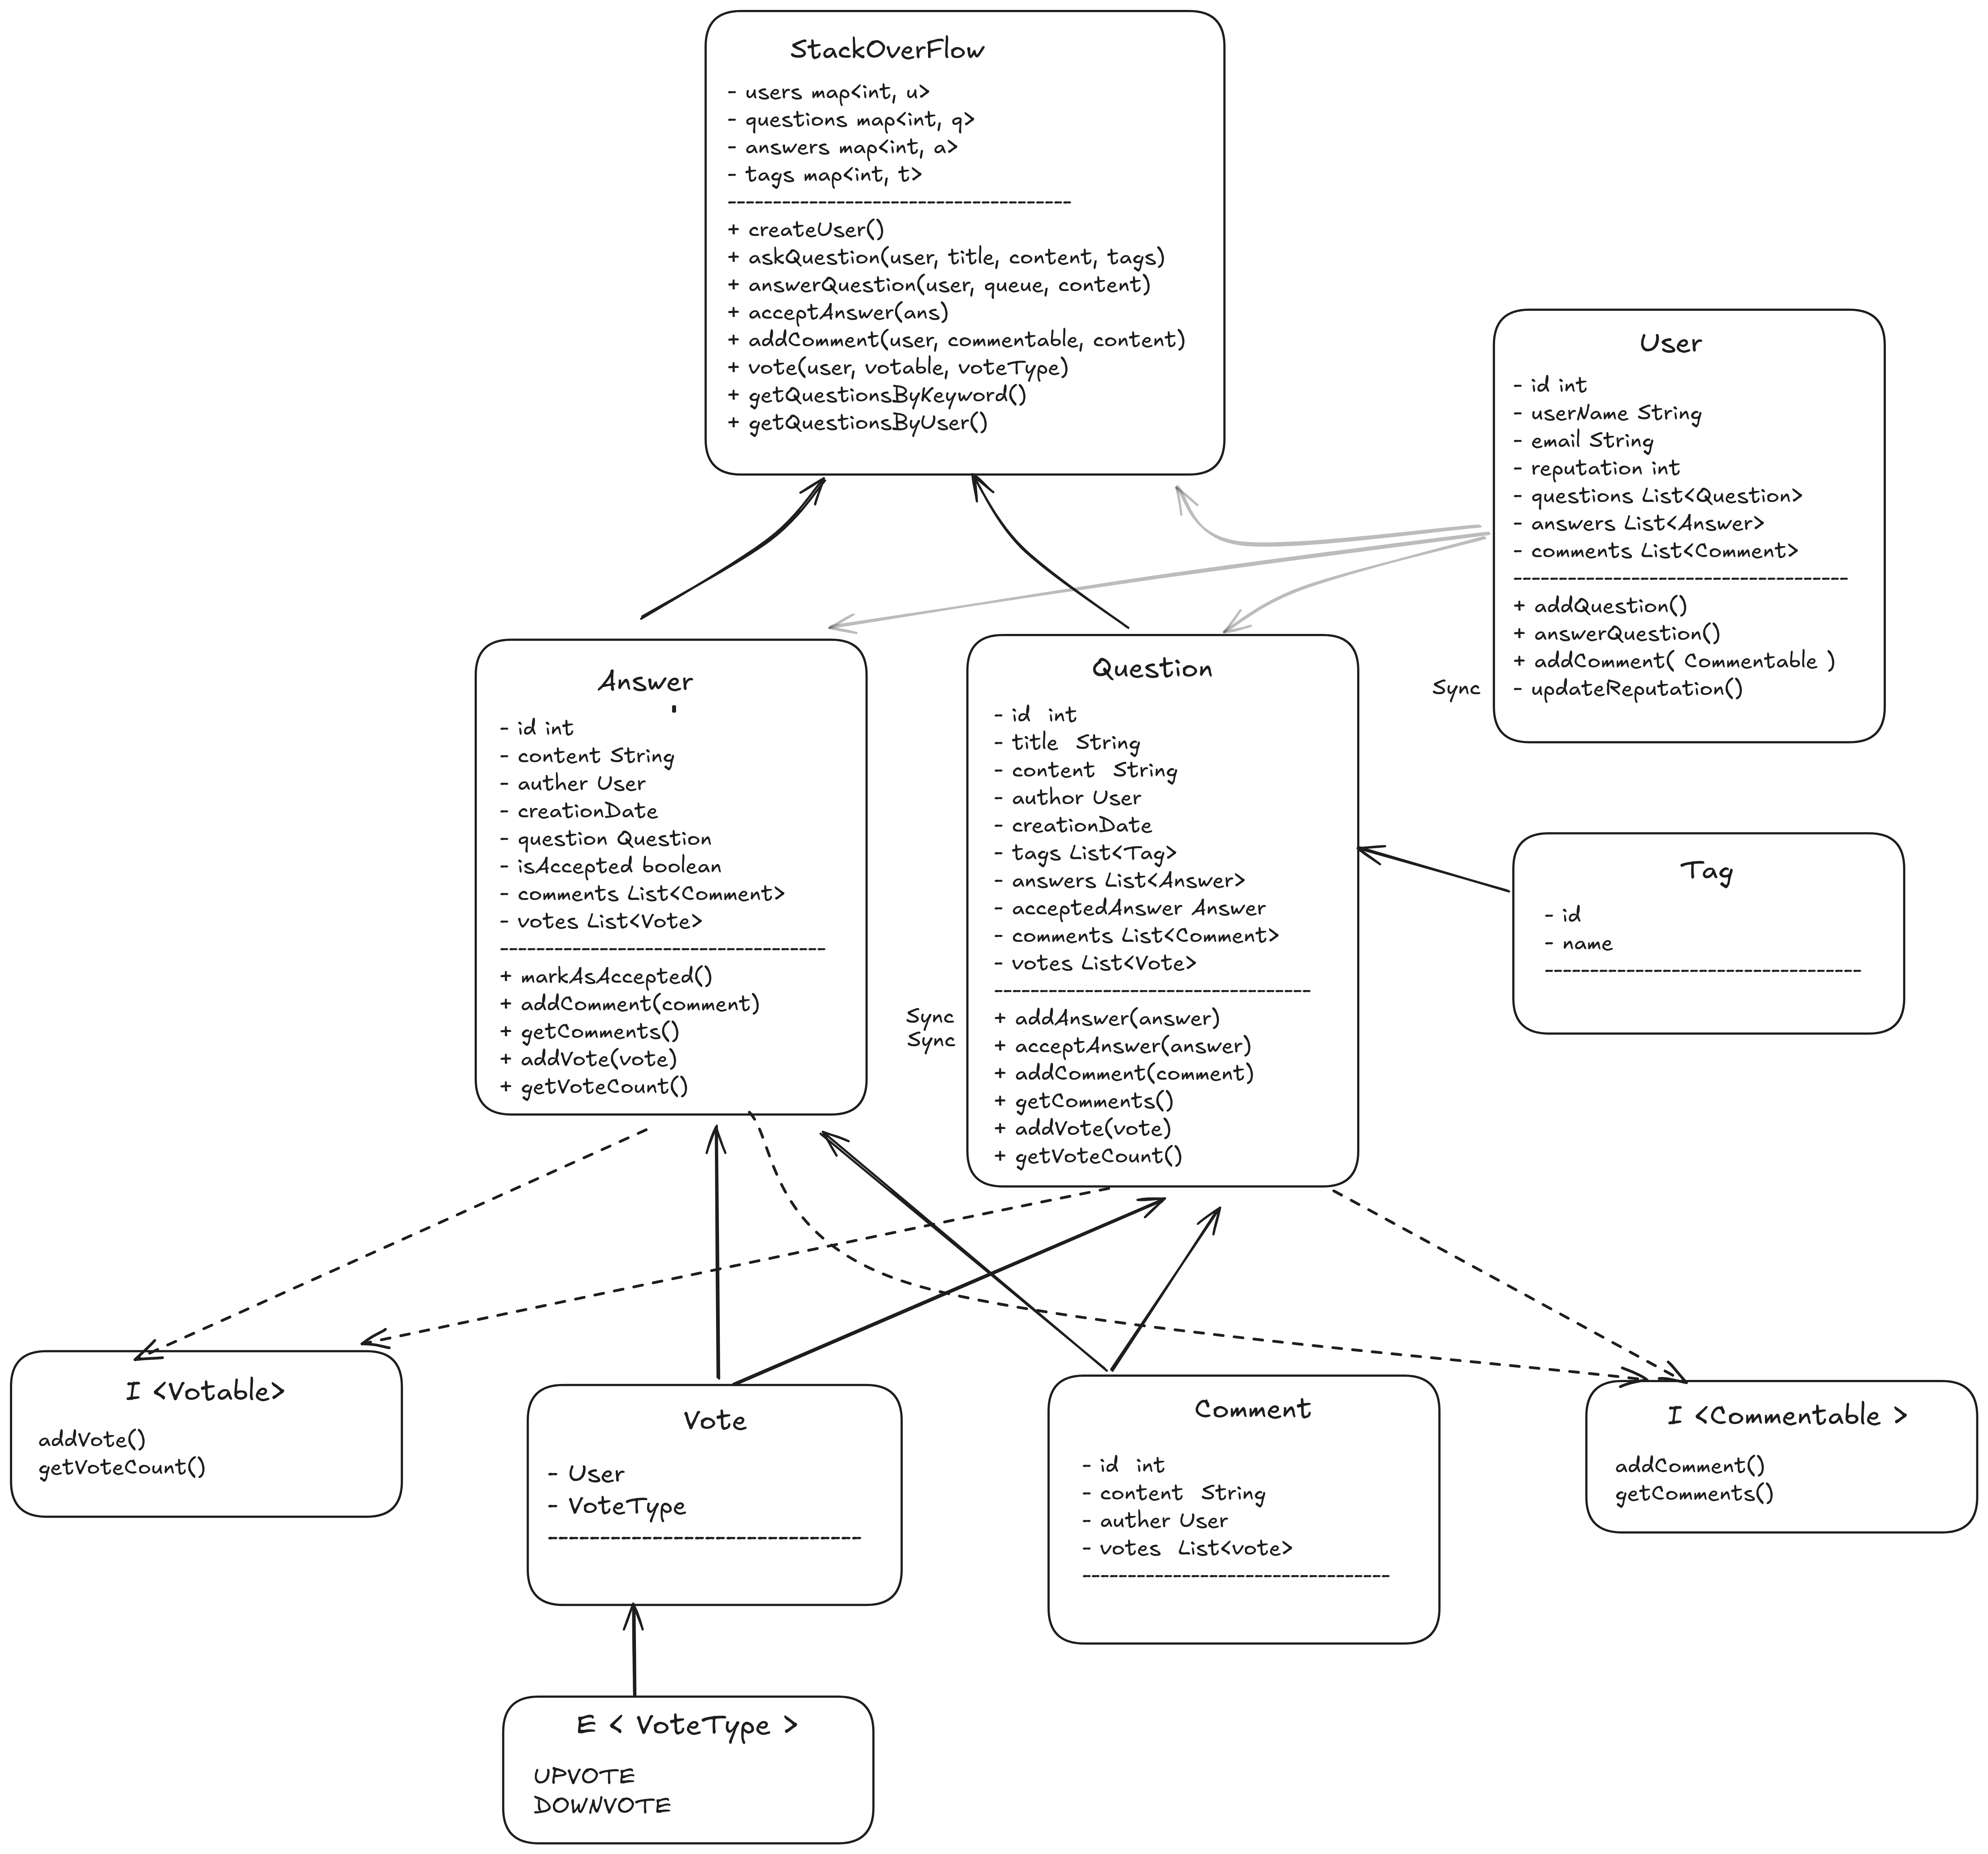 StackOverFlow
- users map<int, u>
- questions map<int, q>
- answers map<int, a>
- tags map<int, t>
--------------------------------------
+ createUser()
+ askQuestion(user, title, content, tags)
+ answerQuestion(user, queue, content)
+ acceptAnswer(ans)
+ addComment(user, commentable, content)
+ vote(user, votable, voteType)
+ getQuestionsByKeyword()
+ getQuestionsByUser()
User
- id int
- userName String
- email String
- reputation int
- questions List<Question>
- answers List<Answer>
- comments List<Comment>
-------------------------------------
+ addQuestion()
+ answerQuestion()
+ addComment( Commentable )
Sync - updateReputation()
Answer
- id int
- content String
- auther User
- creationDate
- question Question
- isAccepted boolean
- comments List<Comment>
- votes List<Vote>
------------------------------------
+ markAsAccepted()
+ addComment(comment)
+ getComments()
+ addVote(vote)
+ getVoteCount()
Question
- id int
- title String
- content String
- author User
- creationDate
- tags List<Tag>
- answers List<Answer>
- acceptedAnswer Answer
- comments List<Comment>
- votes List<Vote>
-----------------------------------
Sync + addAnswer(answer)
Sync + acceptAnswer(answer)
+ addComment(comment)
+ getComments()
+ addVote(vote)
+ getVoteCount()
Tag
- id
- name
-----------------------------------
I <Votable>
addVote()
getVoteCount()
Vote
- User
- VoteType
------------------------------
Comment
- id int
- content String
- auther User
- votes List<vote>
----------------------------------
I <Commentable >
addComment()
getComments()
E < VoteType >
UPVOTE
DOWNVOTE